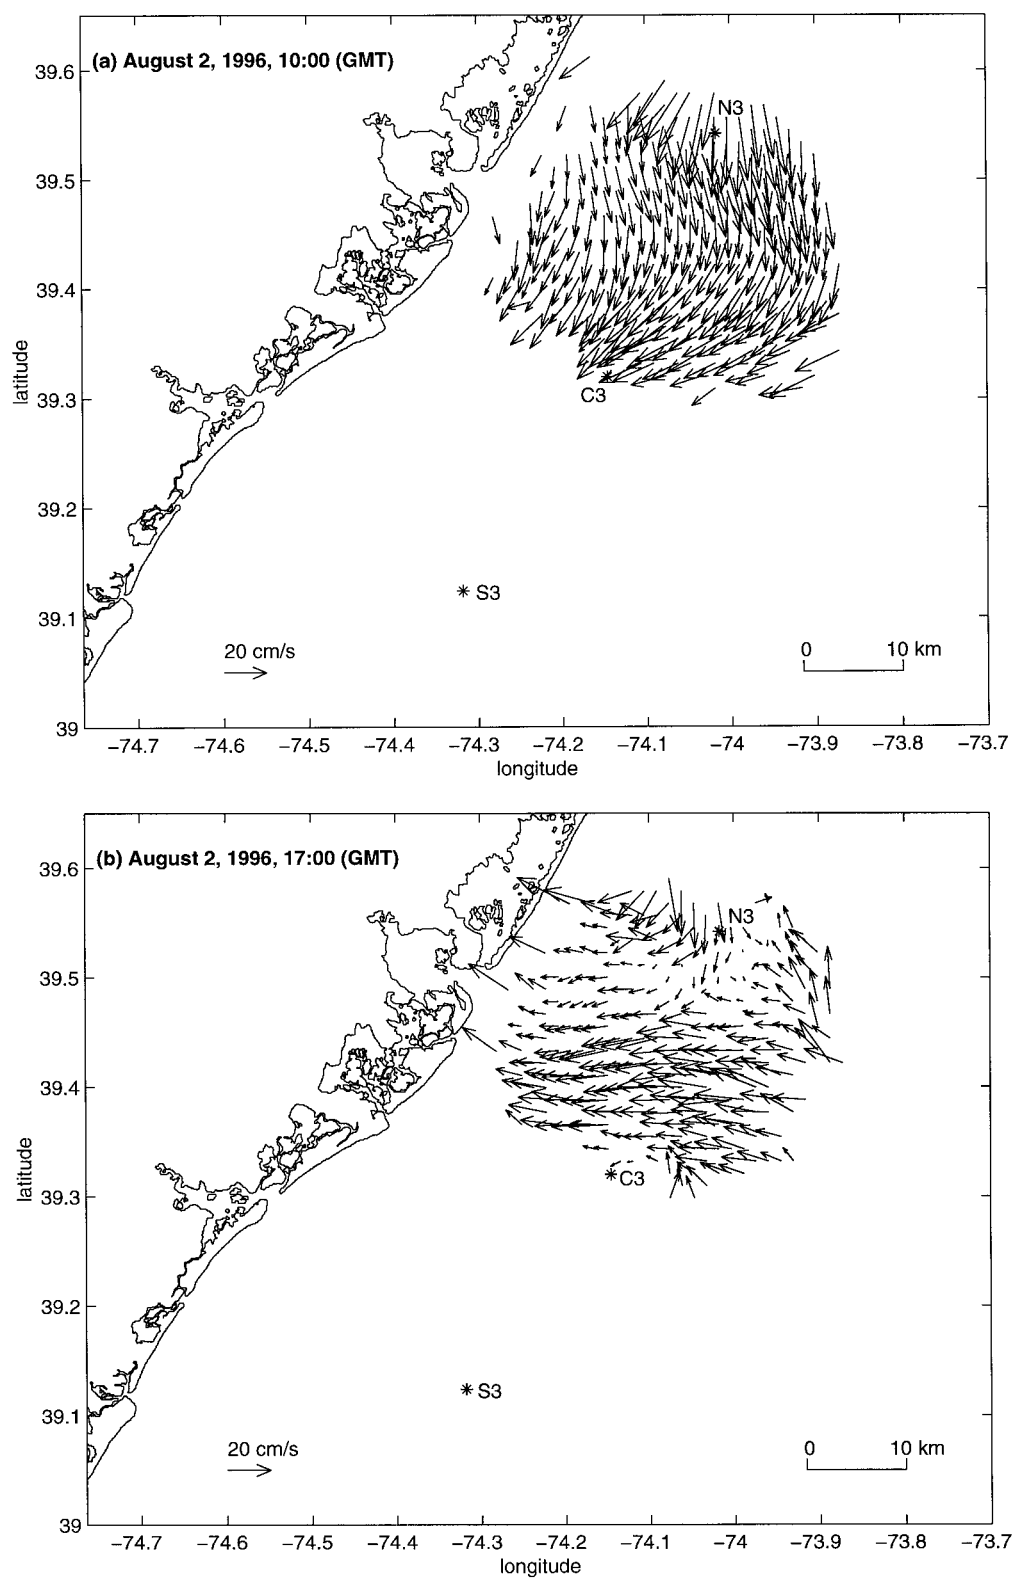 (a) August 2, 1996, 10:00 (GMT)
39.6
39.5
39.4
39.3
39.2
39.1
39
latitude
N3
C3
S3
20 cm/s
0 10 km
−74.7 −74.6 −74.5 −74.4 −74.3 −74.2 −74.1 −74 −73.9 −73.8 −73.7
longitude
(b) August 2, 1996, 17:00 (GMT)
39.6
39.5
39.4
39.3
39.2
39.1
39
latitude
N3
C3
S3
20 cm/s
0 10 km
−74.7 −74.6 −74.5 −74.4 −74.3 −74.2 −74.1 −74 −73.9 −73.8 −73.7
longitude